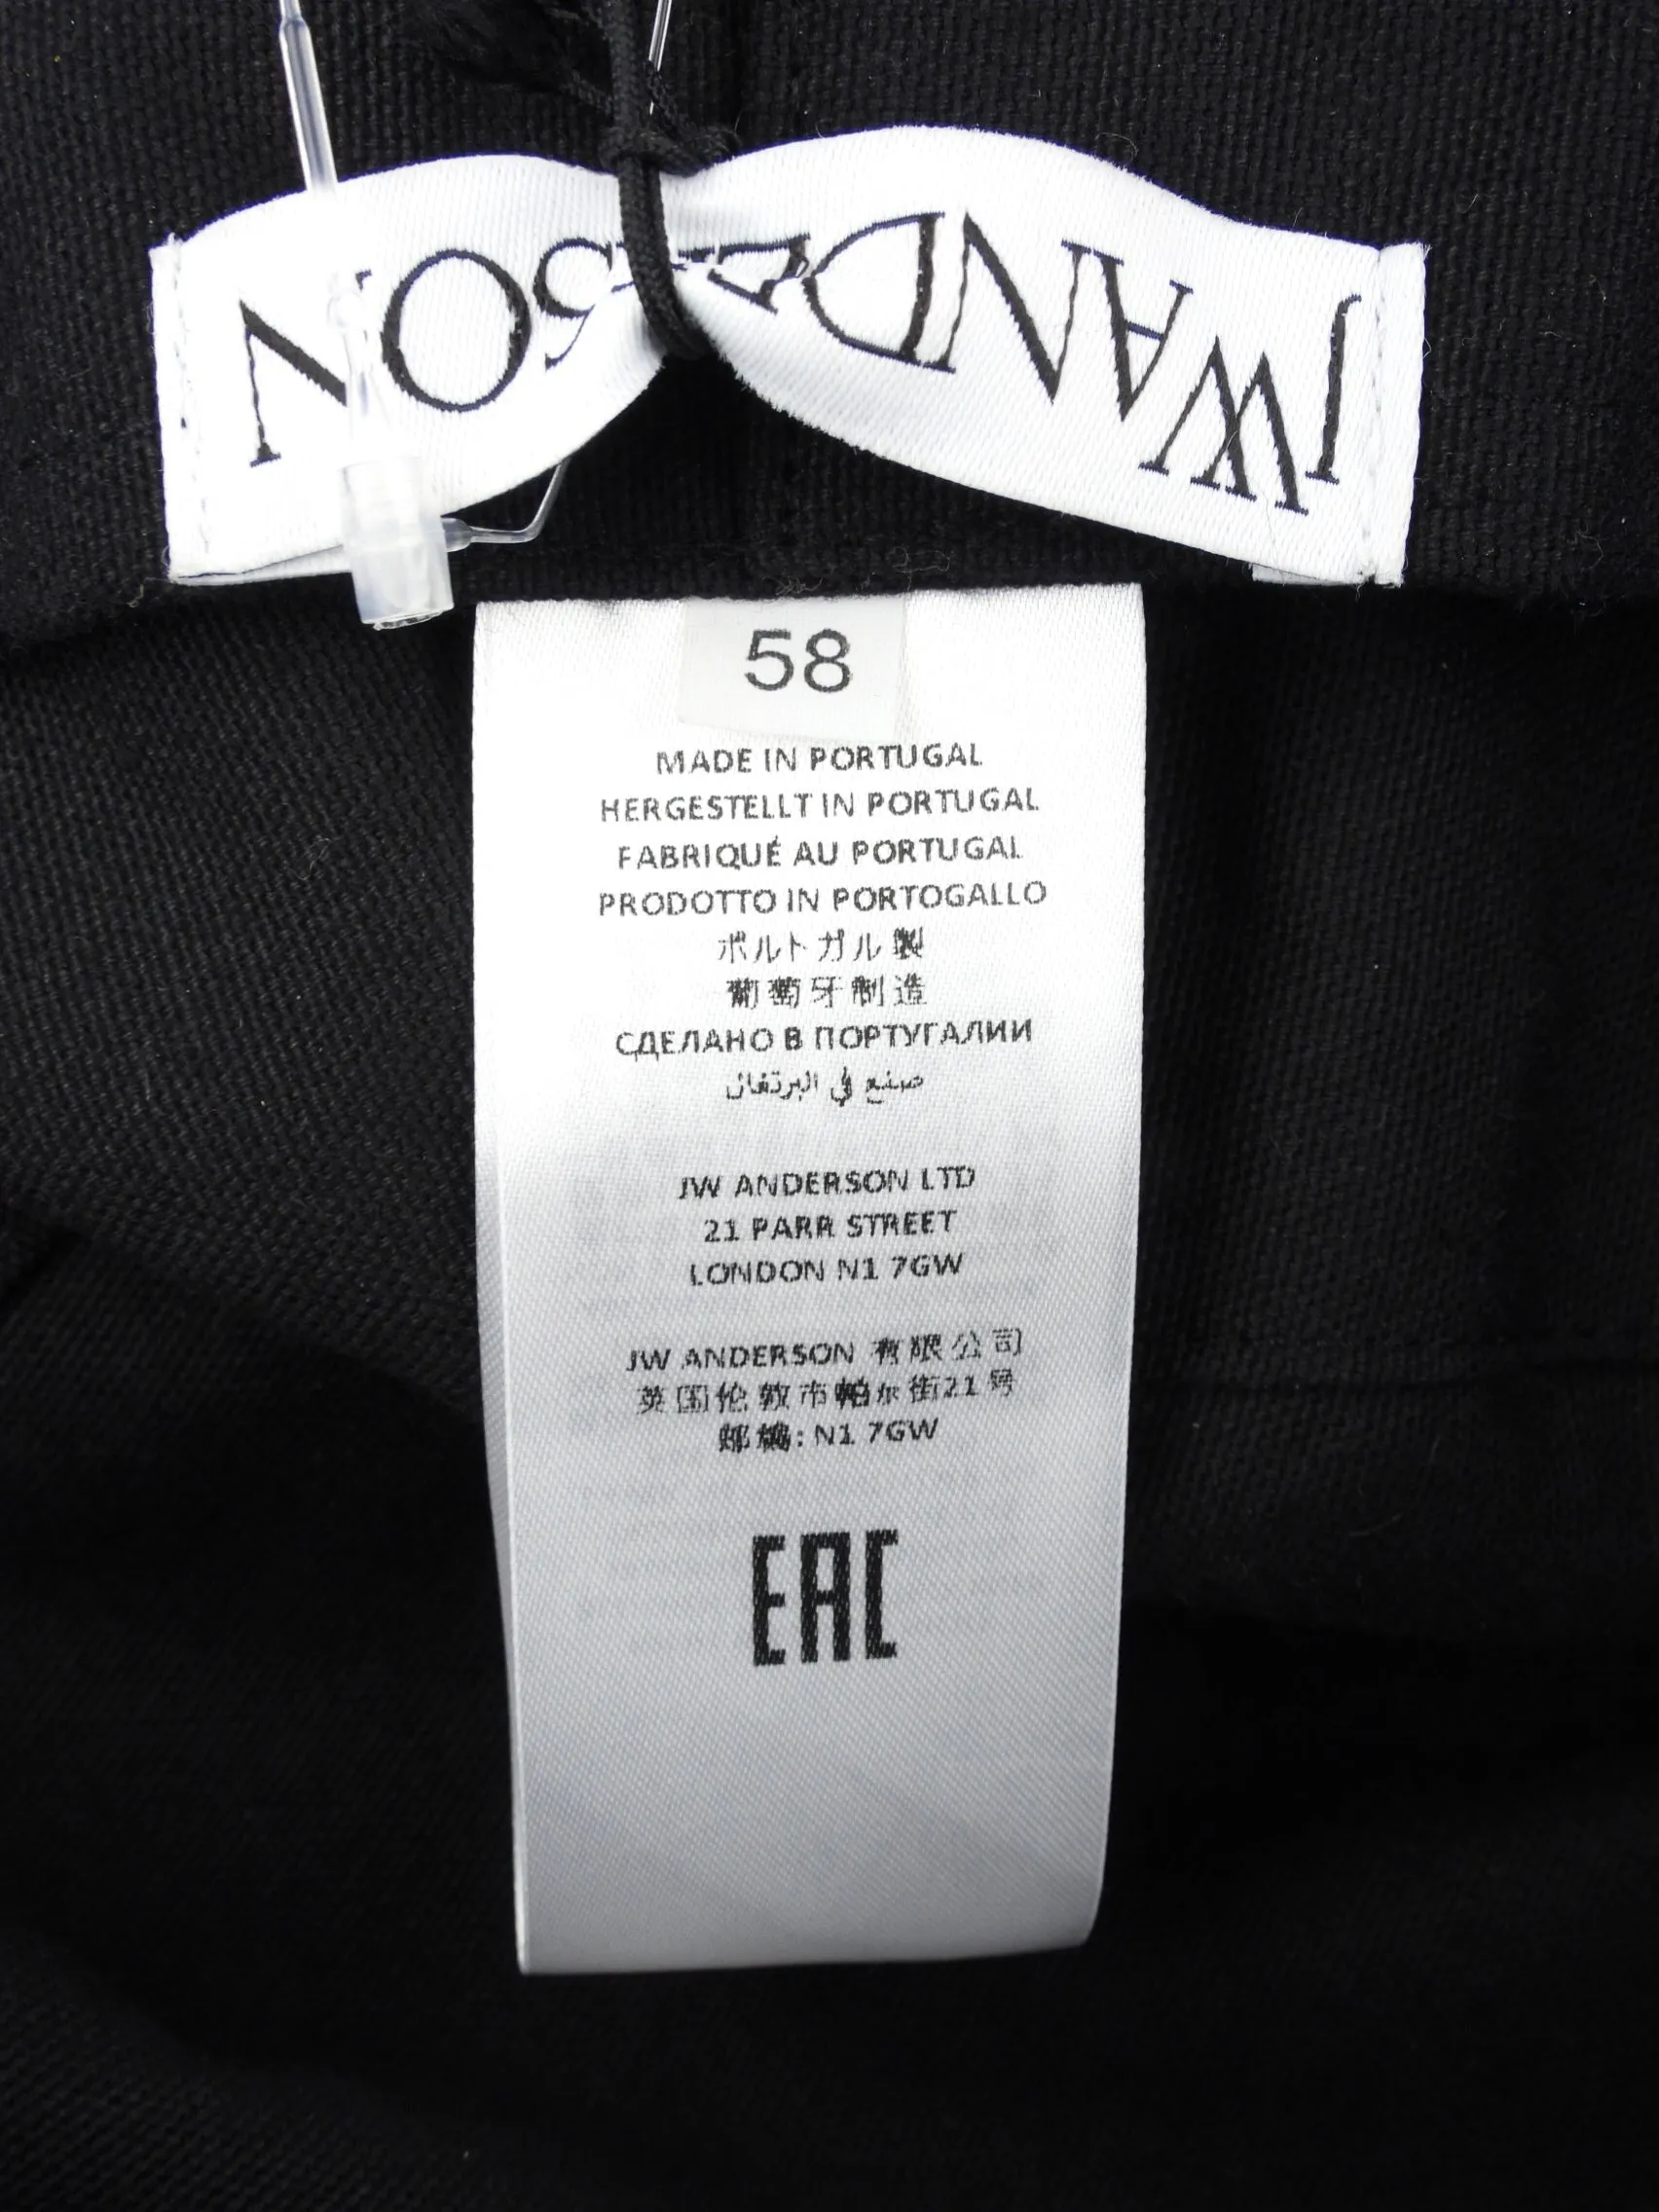 JWANDERSON
58
MADE IN PORTUGAL
HERGESTELLT IN PORTUGAL
FABRIQUÉ AU PORTUGAL
PRODOTTO IN PORTOGALLO
ポルトガル製
葡萄牙制造
СДЕЛАНО В ПОРТУГАЛИИ
صنع في البرتغال
JW ANDERSON LTD
21 PARR STREET
LONDON N1 7GW
JW ANDERSON 有限公司
英国伦敦市帕尔街21号
邮编: N1 7GW
EAC